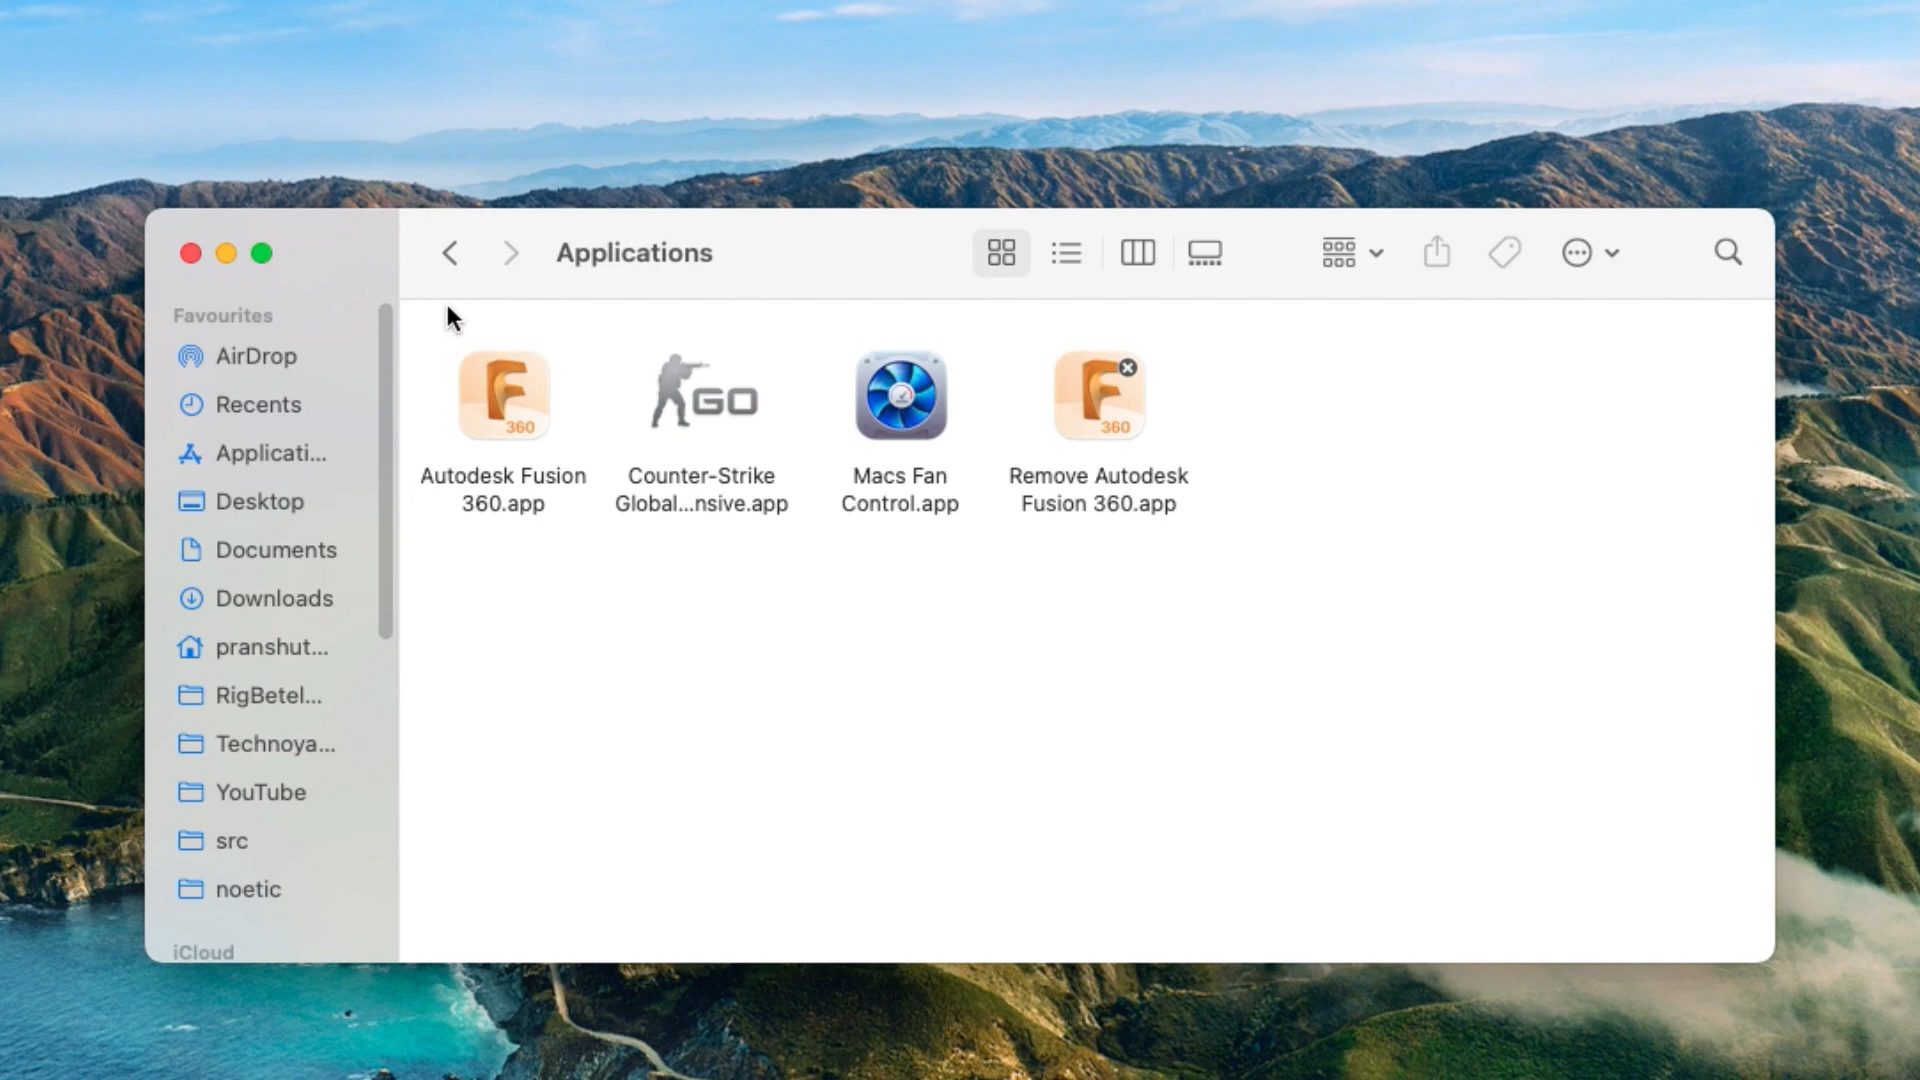 Applications
Favourites
AirDrop
Recents
Applicati...
Desktop
Documents
Downloads
pranshut...
RigBetel...
Technoya...
YouTube
src
noetic
iCloud
360
GO
360
Autodesk Fusion
360.app
Counter-Strike
Global...nsive.app
Macs Fan
Control.app
Remove Autodesk
Fusion 360.app